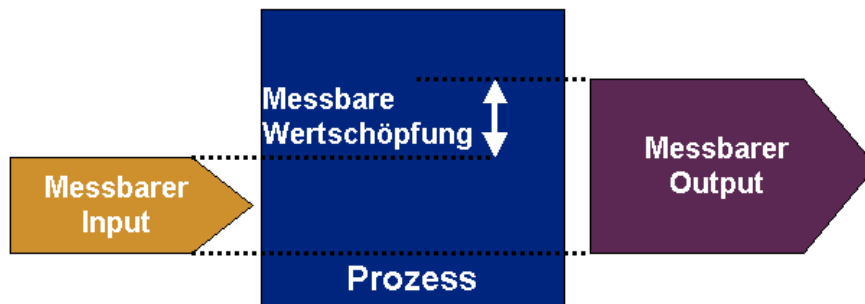 Messbarer
Input
Messbare
Wertschöpfung
Prozess
Messbarer
Output